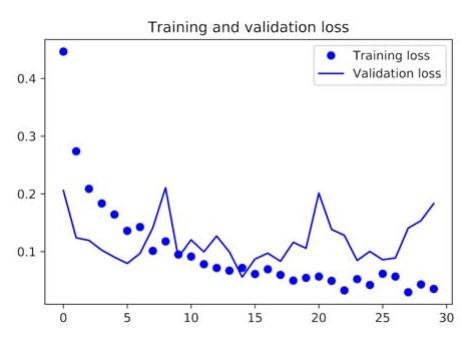 Training and validation loss
Training loss
Validation loss
0.4
0.3
0.2
0.1
0 5 10 15 20 25 30